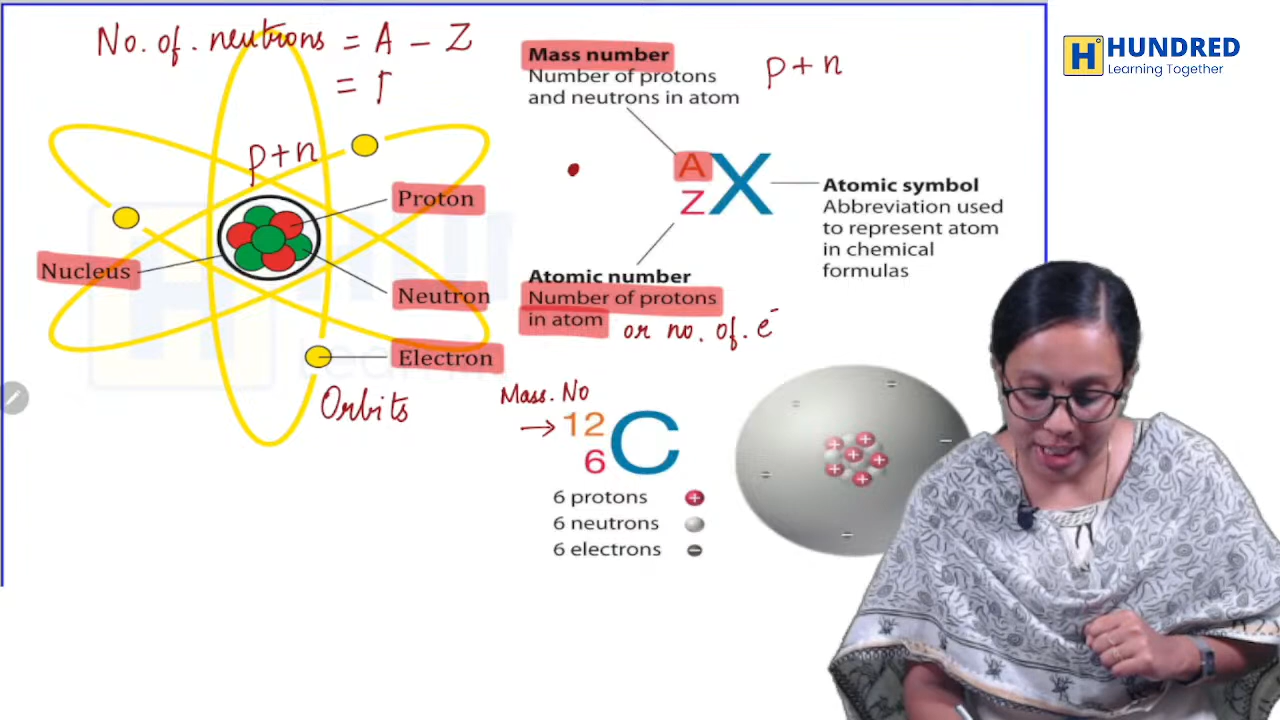 No. of. neutrons = A – Z
=
p+n
Proton
Nucleus
Neutron
Electron
Orbits
Mass number
Number of protons
and neutrons in atom
p+n
A
Z
X
Atomic symbol
Abbreviation used
to represent atom
in chemical
formulas
Atomic number
Number of protons
in atom or no. of. e⁻
Mass. No
→ 12
6
C
6 protons +
6 neutrons
6 electrons –
H HUNDRED
Learning Together